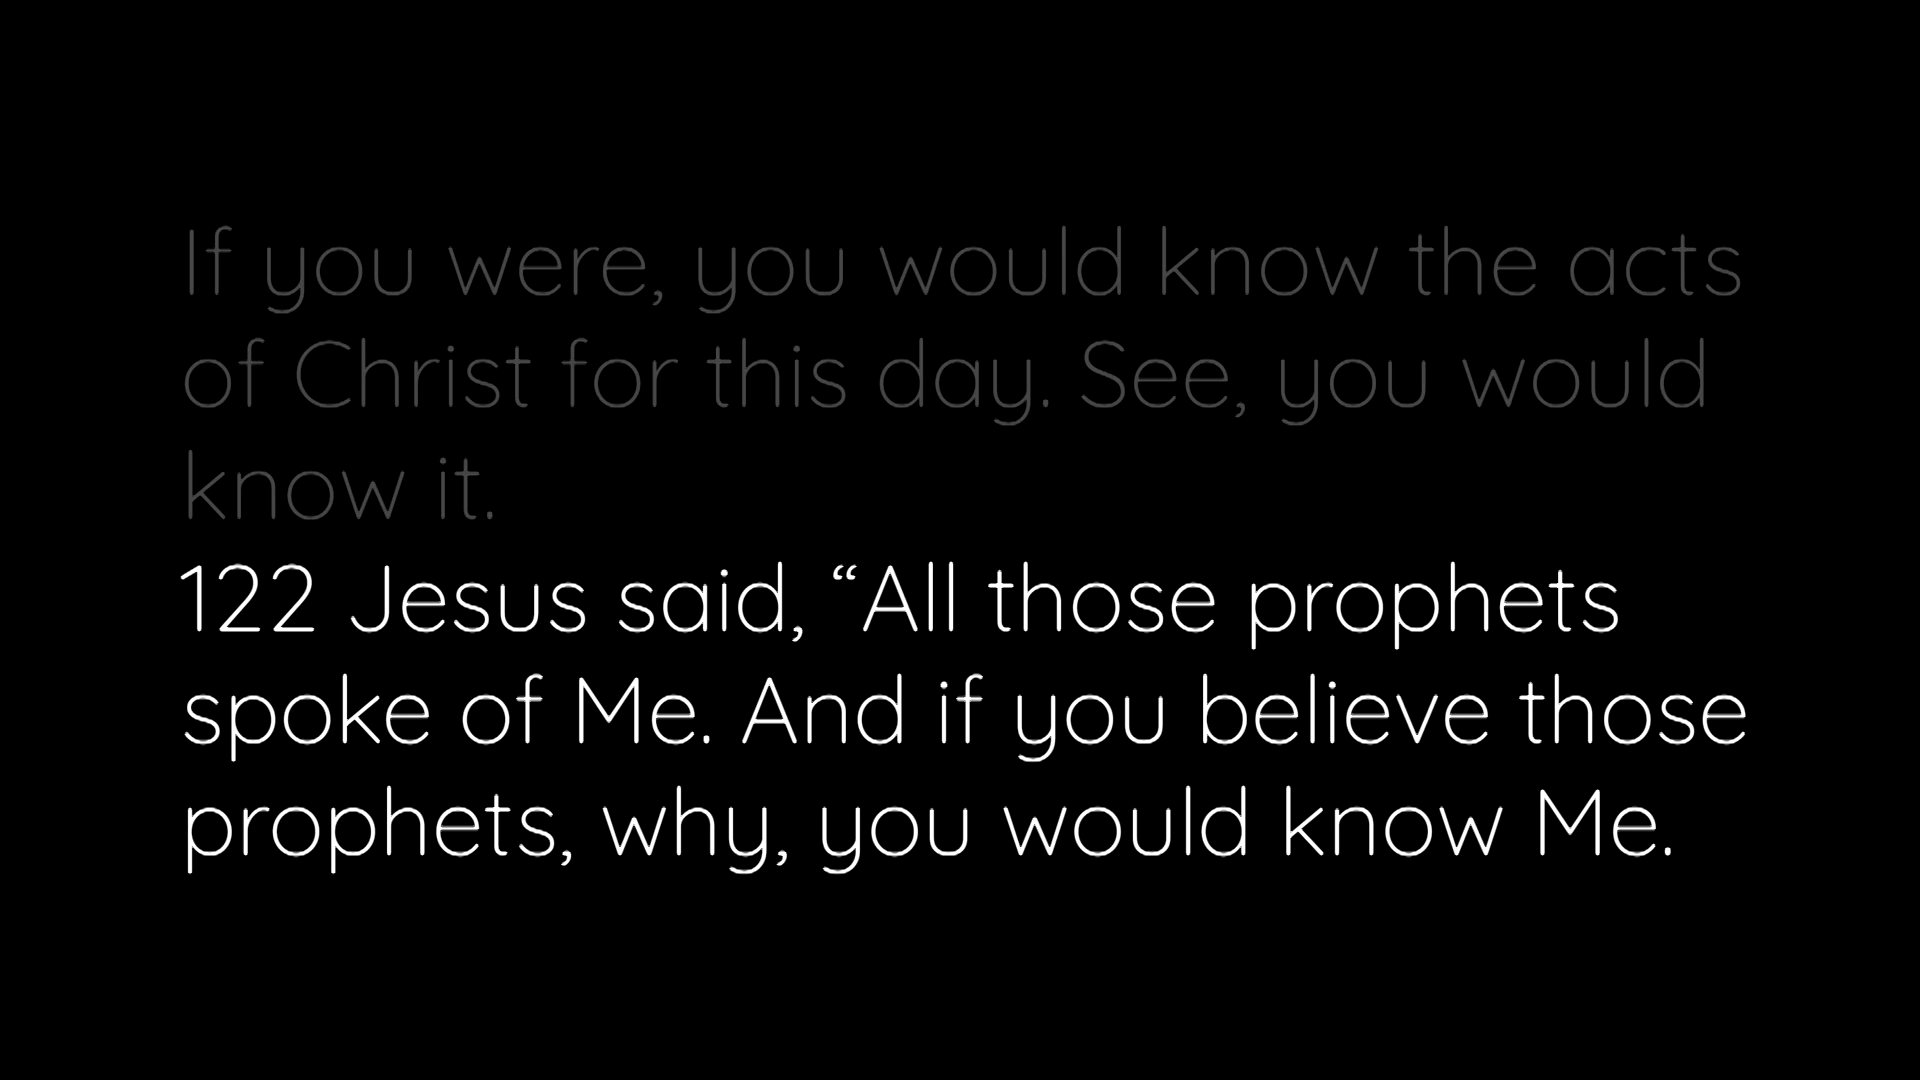 If you were, you would know the acts
of Christ for this day. See, you would
know it.
122 Jesus said, “All those prophets
spoke of Me. And if you believe those
prophets, why, you would know Me.